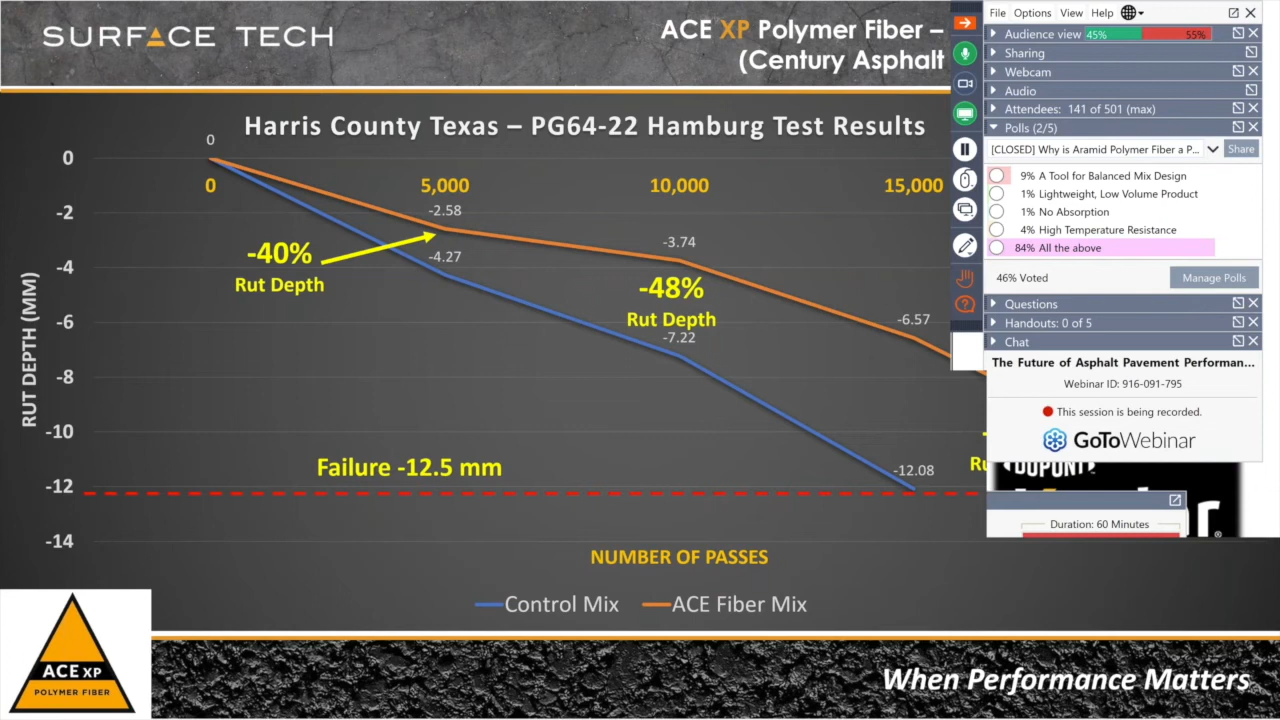 SURFACE TECH
ACE XP Polymer Fiber –
(Century Asphalt
Harris County Texas – PG64-22 Hamburg Test Results
0
0
-2
-4
-6
-8
-10
-12
-14
RUT DEPTH (MM)
0
5,000
10,000
15,000
-2.58
-3.74
-6.57
-4.27
-7.22
-12.08
-40%
Rut Depth
-48%
Rut Depth
Failure -12.5 mm
NUMBER OF PASSES
Control Mix
ACE Fiber Mix
ACE XP
POLYMER FIBER
When Performance Matters
File Options View Help
Audience view 45% 55%
Sharing
Webcam
Audio
Attendees: 141 of 501 (max)
Polls (2/5)
[CLOSED] Why is Aramid Polymer Fiber a P...
Share
9% A Tool for Balanced Mix Design
1% Lightweight, Low Volume Product
1% No Absorption
4% High Temperature Resistance
84% All the above
46% Voted
Manage Polls
Questions
Handouts: 0 of 5
Chat
The Future of Asphalt Pavement Performan...
Webinar ID: 916-091-795
This session is being recorded.
GoToWebinar
DUPONT
Duration: 60 Minutes